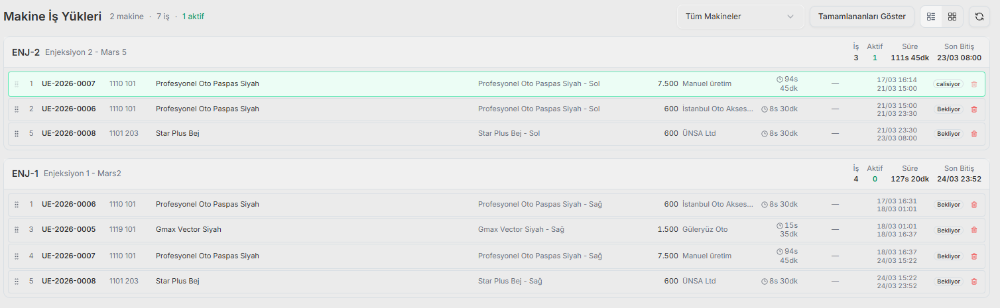 Makine İş Yükleri 2 makine · 7 iş · 1 aktif Tüm Makineler Tamamlananları Göster
ENJ-2 Enjeksiyon 2 - Mars 5 İş Aktif Süre Son Bitiş
3 1 111s 45dk 23/03 08:00
1 UE-2026-0007 1110 101 Profesyonel Oto Paspas Siyah Profesyonel Oto Paspas Siyah - Sol 7.500 Manuel üretim 94s 45dk — 17/03 16:14 21/03 15:00 calisiyor
2 UE-2026-0006 1110 101 Profesyonel Oto Paspas Siyah Profesyonel Oto Paspas Siyah - Sol 600 İstanbul Oto Akses... 8s 30dk — 21/03 15:00 21/03 23:30 Bekliyor
5 UE-2026-0008 1101 203 Star Plus Bej Star Plus Bej - Sol 600 ÜNSA Ltd 8s 30dk — 21/03 23:30 23/03 08:00 Bekliyor
ENJ-1 Enjeksiyon 1 - Mars2 İş Aktif Süre Son Bitiş
4 0 127s 20dk 24/03 23:52
1 UE-2026-0006 1110 101 Profesyonel Oto Paspas Siyah Profesyonel Oto Paspas Siyah - Sağ 600 İstanbul Oto Akses... 8s 30dk — 17/03 16:31 18/03 01:01 Bekliyor
3 UE-2026-0005 1119 101 Gmax Vector Siyah Gmax Vector Siyah - Sağ 1.500 Güleryüz Oto 15s 35dk — 18/03 01:01 18/03 16:37 Bekliyor
4 UE-2026-0007 1110 101 Profesyonel Oto Paspas Siyah Profesyonel Oto Paspas Siyah - Sağ 7.500 Manuel üretim 94s 45dk — 18/03 16:37 24/03 15:22 Bekliyor
5 UE-2026-0008 1101 203 Star Plus Bej Star Plus Bej - Sağ 600 ÜNSA Ltd 8s 30dk — 24/03 15:22 24/03 23:52 Bekliyor